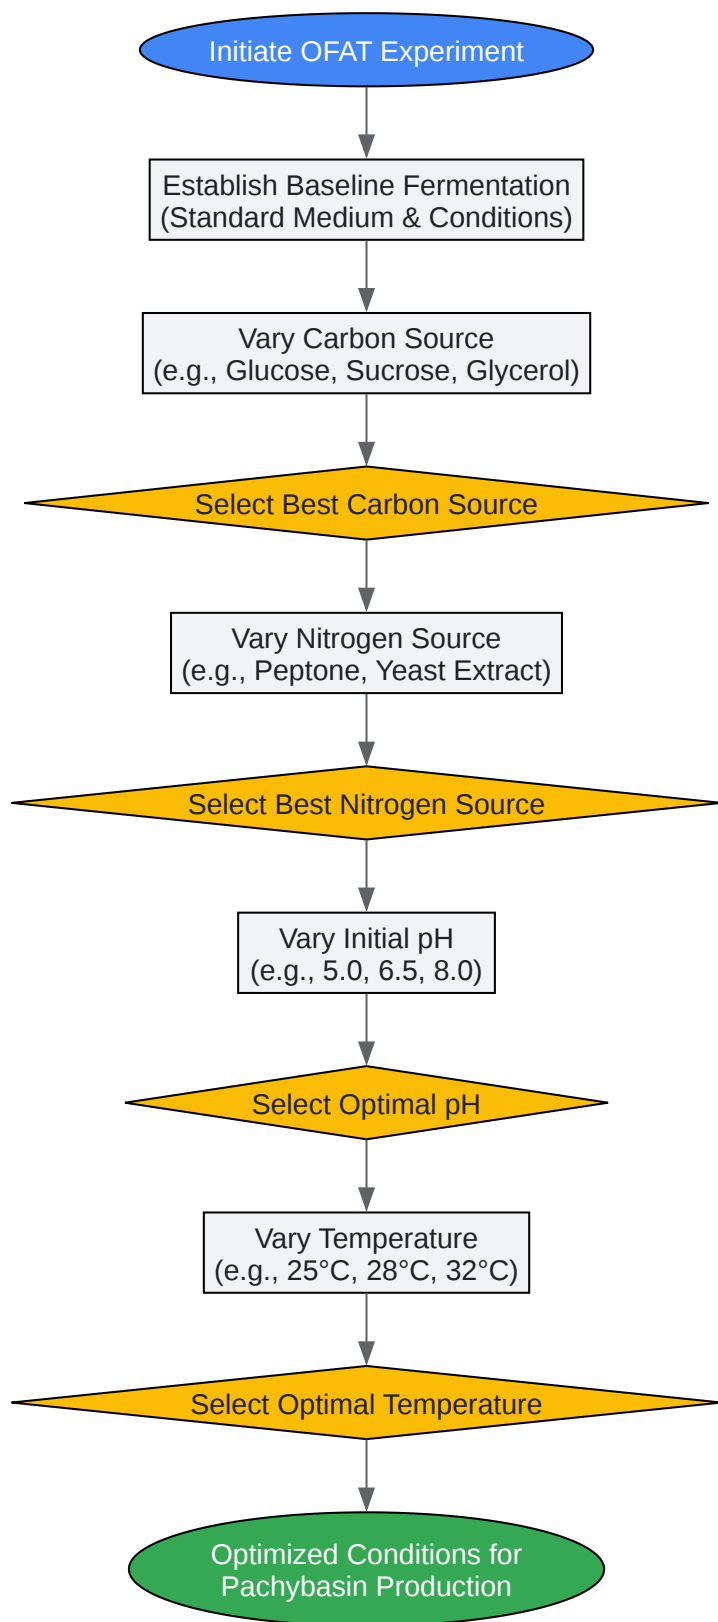 Initiate OFAT Experiment
Establish Baseline Fermentation
(Standard Medium & Conditions)
Vary Carbon Source
(e.g., Glucose, Sucrose, Glycerol)
Select Best Carbon Source
Vary Nitrogen Source
(e.g., Peptone, Yeast Extract)
Select Best Nitrogen Source
Vary Initial pH
(e.g., 5.0, 6.5, 8.0)
Select Optimal pH
Vary Temperature
(e.g., 25°C, 28°C, 32°C)
Select Optimal Temperature
Optimized Conditions for
Pachybasin Production